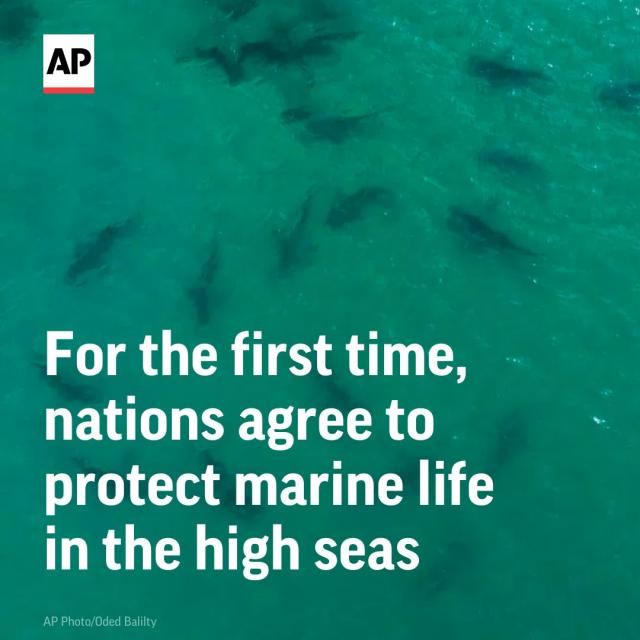 AP
For the first time,
nations agree to
protect marine life
in the high seas
AP Photo/Oded Balilty